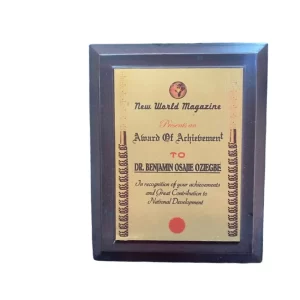 New World Magazine
Presents an
Award Of Achievement
TO
DR. BENJAMIN OSAJIE OZIEGBE
In recognition of your achievements
and Great Contribution to
National Development